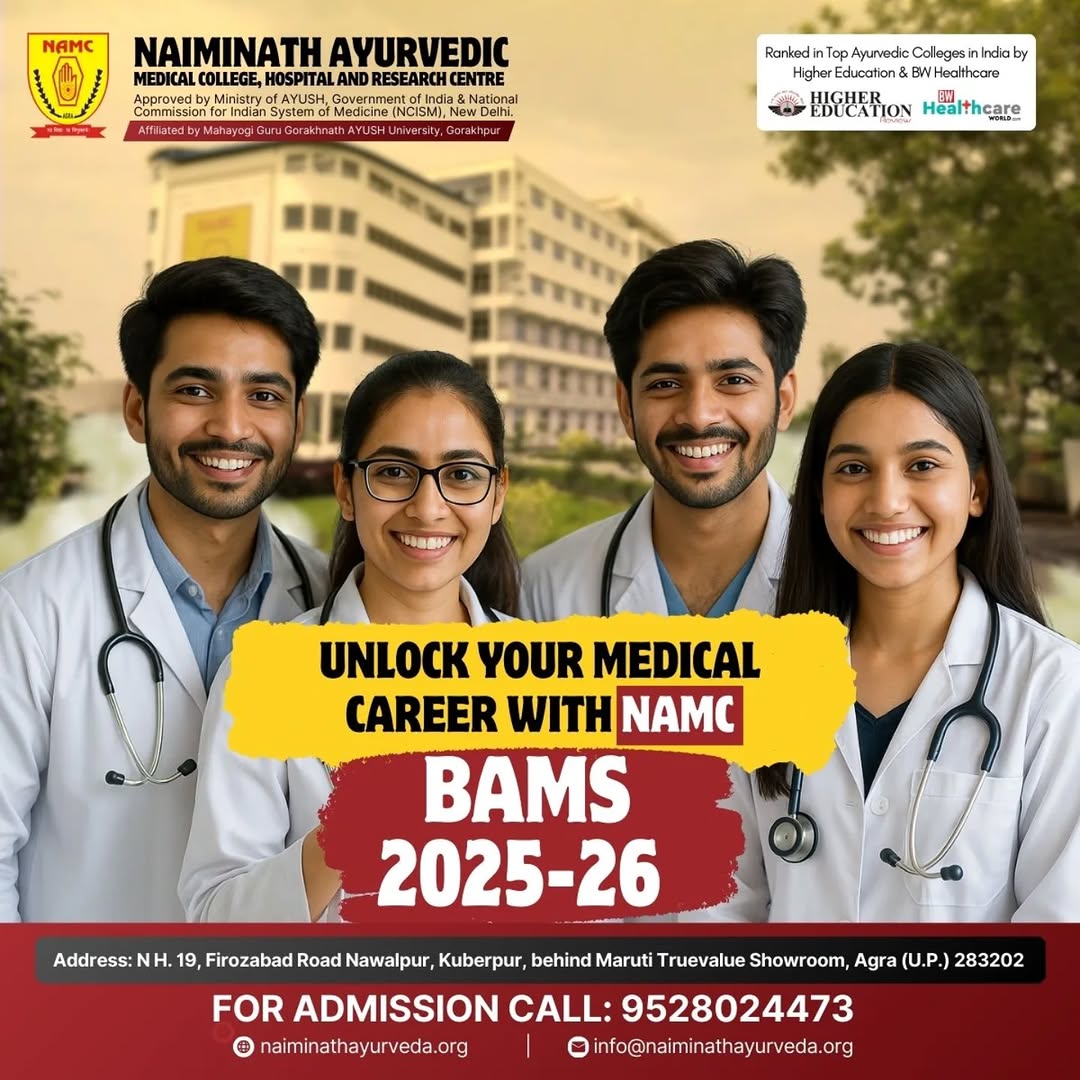 NAMC
AGRA
NAIMINATH AYURVEDIC
MEDICAL COLLEGE, HOSPITAL AND RESEARCH CENTRE
Approved by Ministry of AYUSH, Government of India & National
Commission for Indian System of Medicine (NCISM), New Delhi.
Affiliated by Mahayogi Guru Gorakhnath AYUSH University, Gorakhpur
Ranked in Top Ayurvedic Colleges in India by
Higher Education & BW Healthcare
HIGHER
EDUCATION
Review
BW
Healthcare
WORLD.com
UNLOCK YOUR MEDICAL
CAREER WITH NAMC
BAMS
2025-26
Address: N H. 19, Firozabad Road Nawalpur, Kuberpur, behind Maruti Truevalue Showroom, Agra (U.P.) 283202
FOR ADMISSION CALL: 9528024473
naiminathayurveda.org | info@naiminathayurveda.org